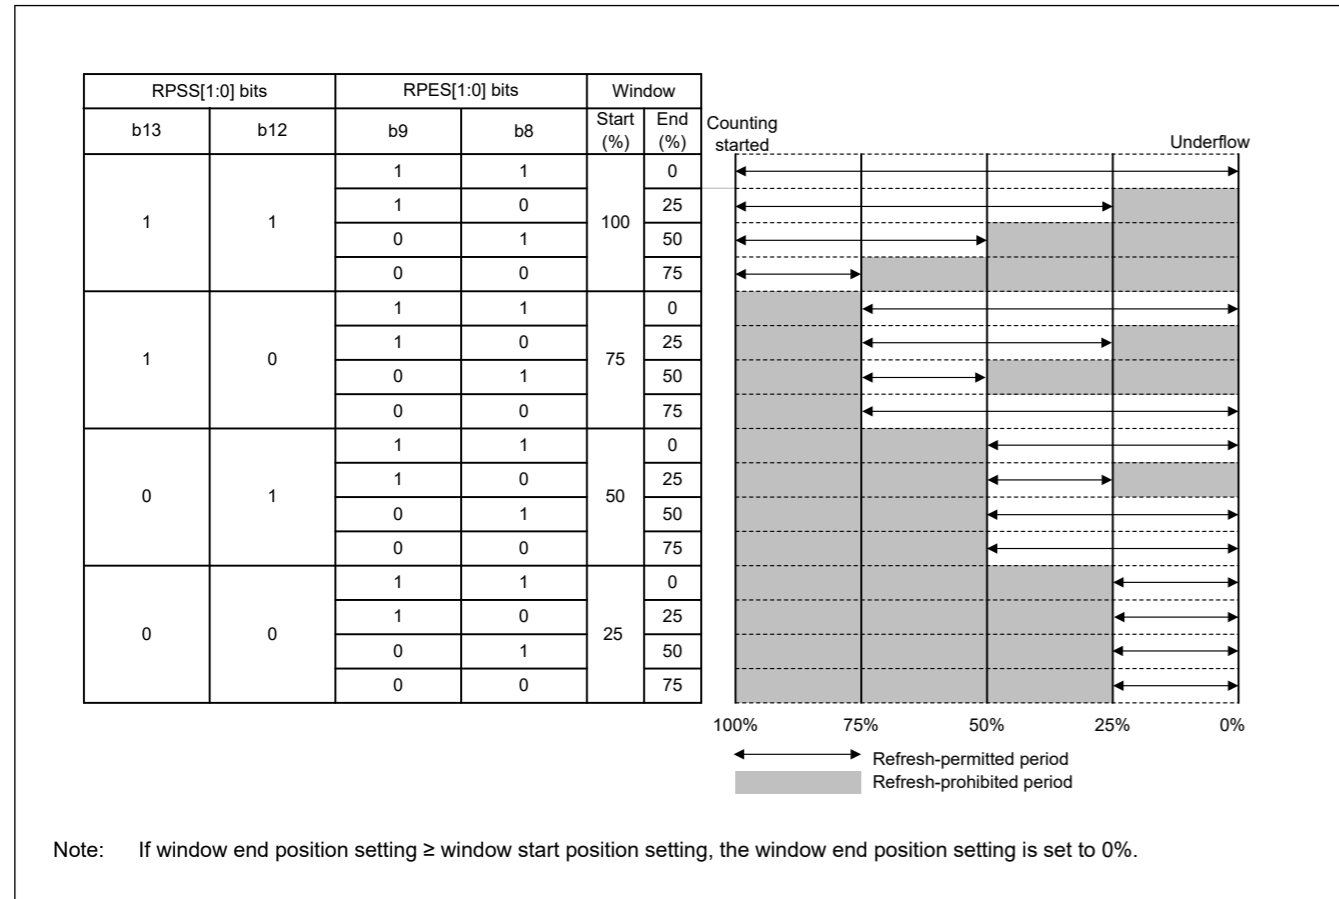 RPSS[1:0] bits RPES[1:0] bits Window
b13 b12 b9 b8 Start (%) End (%)
Counting started Underflow
1 1 1 1 100 0
1 0 25
0 1 50
0 0 75
1 0 1 1 75 0
1 0 25
0 1 50
0 0 75
0 1 1 1 50 0
1 0 25
0 1 50
0 0 75
0 0 1 1 25 0
1 0 25
0 1 50
0 0 75
100% 75% 50% 25% 0%
Refresh-permitted period
Refresh-prohibited period
Note: If window end position setting ≥ window start position setting, the window end position setting is set to 0%.